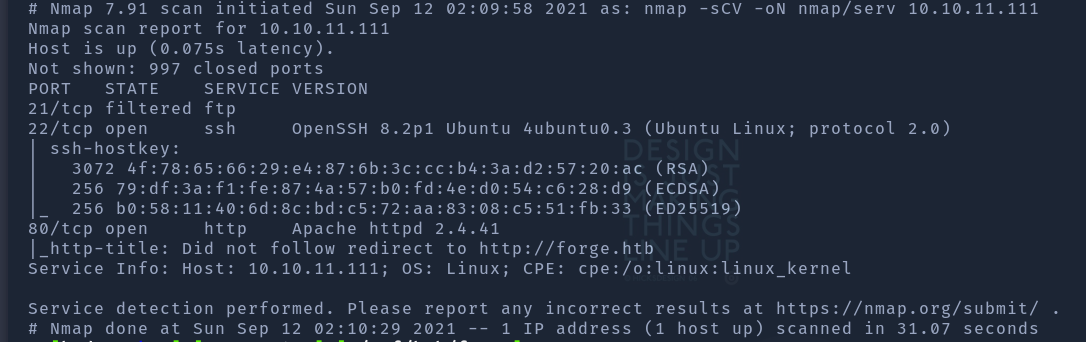 # Nmap 7.91 scan initiated Sun Sep 12 02:09:58 2021 as: nmap -sCV -oN nmap/serv 10.10.11.111
Nmap scan report for 10.10.11.111
Host is up (0.075s latency).
Not shown: 997 closed ports
PORT   STATE    SERVICE VERSION
21/tcp filtered ftp
22/tcp open     ssh     OpenSSH 8.2p1 Ubuntu 4ubuntu0.3 (Ubuntu Linux; protocol 2.0)
| ssh-hostkey:
|   3072 4f:78:65:66:29:e4:87:6b:3c:cc:b4:3a:d2:57:20:ac (RSA)
|   256 79:df:3a:f1:fe:87:4a:57:b0:fd:4e:d0:54:c6:28:d9 (ECDSA)
|_  256 b0:58:11:40:6d:8c:bd:c5:72:aa:83:08:c5:51:fb:33 (ED25519)
80/tcp open     http    Apache httpd 2.4.41
|_http-title: Did not follow redirect to http://forge.htb
Service Info: Host: 10.10.11.111; OS: Linux; CPE: cpe:/o:linux:linux_kernel
Service detection performed. Please report any incorrect results at https://nmap.org/submit/ .
# Nmap done at Sun Sep 12 02:10:29 2021 -- 1 IP address (1 host up) scanned in 31.07 seconds
DESIGN
MAKING
THINGS
LINE UP